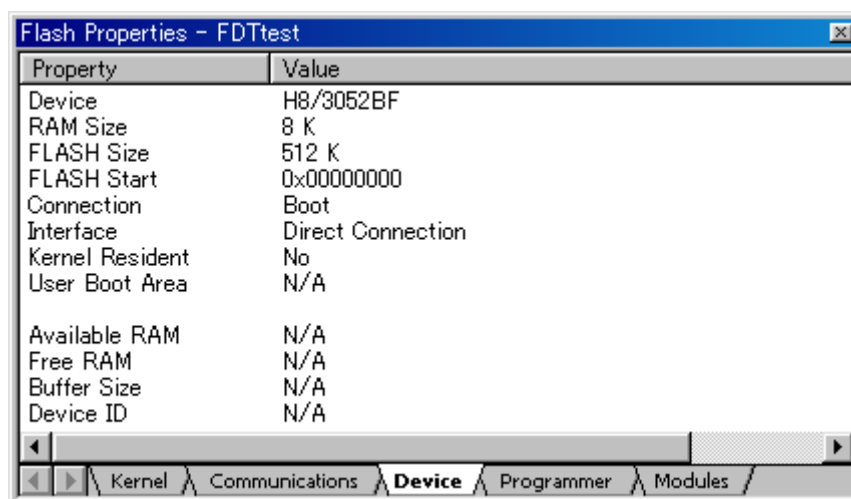 Flash Properties - FDTtest
Property Value
Device H8/3052BF
RAM Size 8 K
FLASH Size 512 K
FLASH Start 0x00000000
Connection Boot
Interface Direct Connection
Kernel Resident No
User Boot Area N/A
Available RAM N/A
Free RAM N/A
Buffer Size N/A
Device ID N/A
Kernel Communications Device Programmer Modules